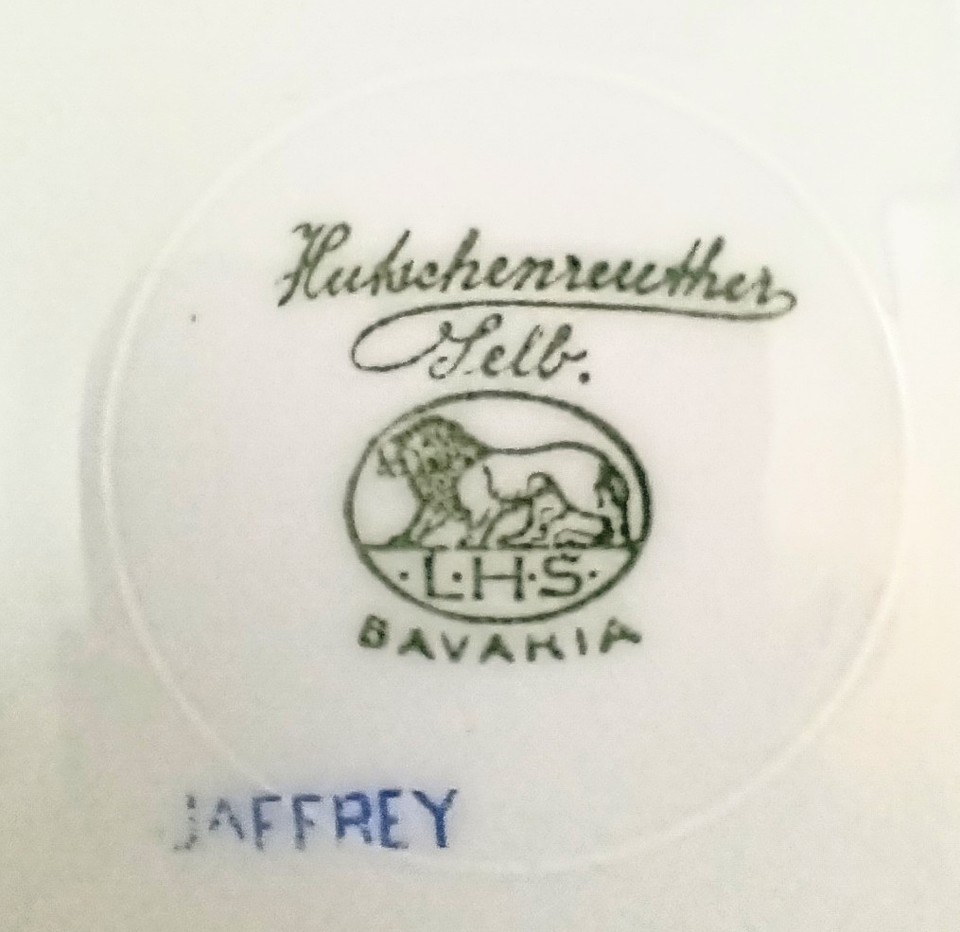 Hutschenreuther
Selb.
·L·H·S·
BAVARIA
JAFFREY